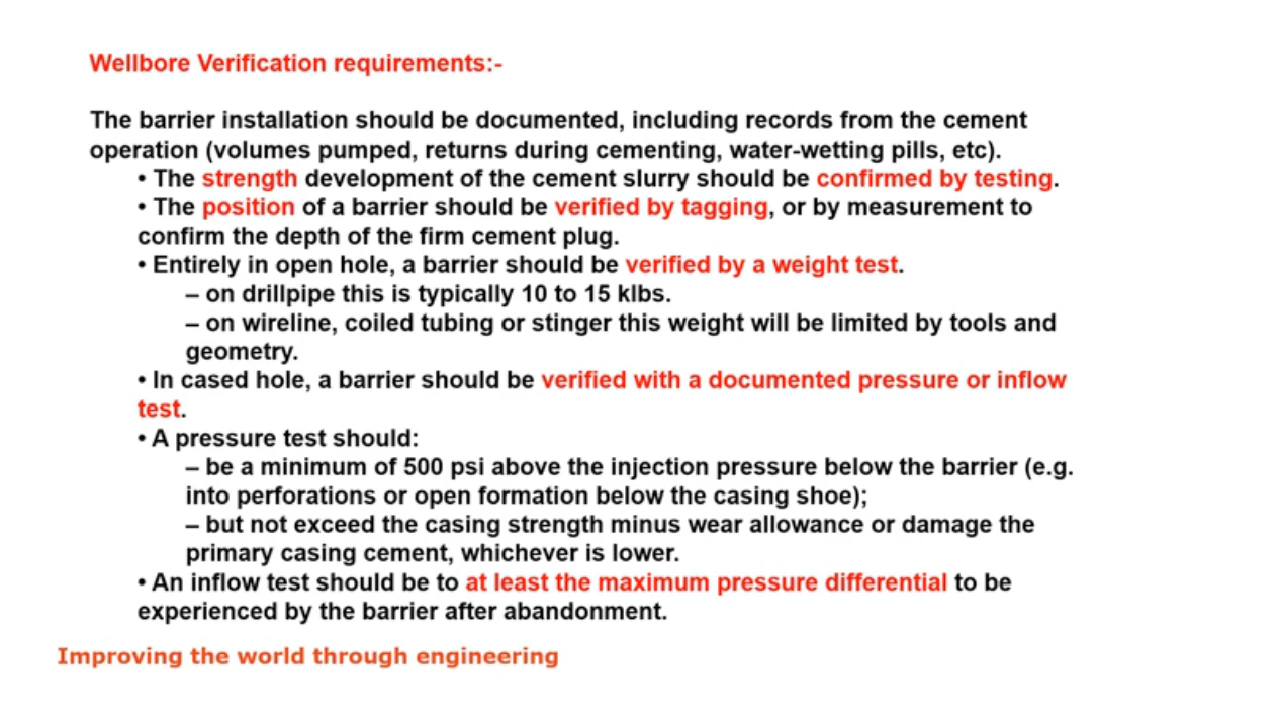 Wellbore Verification requirements:-
The barrier installation should be documented, including records from the cement
operation (volumes pumped, returns during cementing, water-wetting pills, etc).
• The strength development of the cement slurry should be confirmed by testing.
• The position of a barrier should be verified by tagging, or by measurement to
confirm the depth of the firm cement plug.
• Entirely in open hole, a barrier should be verified by a weight test.
– on drillpipe this is typically 10 to 15 klbs.
– on wireline, coiled tubing or stinger this weight will be limited by tools and
geometry.
• In cased hole, a barrier should be verified with a documented pressure or inflow
test.
• A pressure test should:
– be a minimum of 500 psi above the injection pressure below the barrier (e.g.
into perforations or open formation below the casing shoe);
– but not exceed the casing strength minus wear allowance or damage the
primary casing cement, whichever is lower.
• An inflow test should be to at least the maximum pressure differential to be
experienced by the barrier after abandonment.
Improving the world through engineering